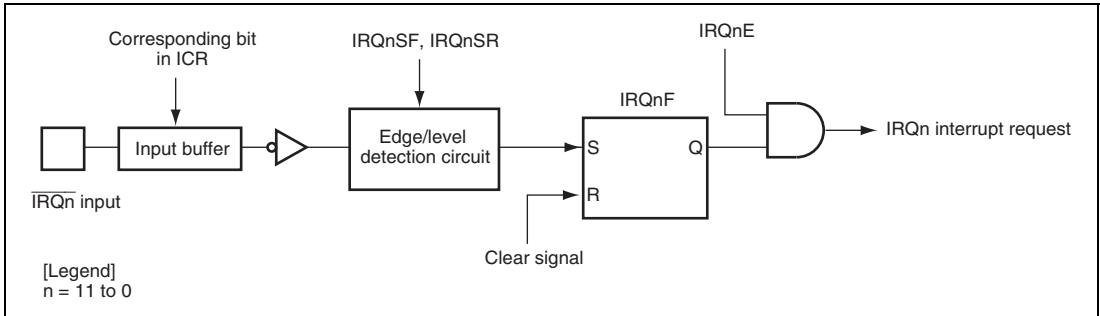 Corresponding bit
in ICR
IRQnSF, IRQnSR
IRQnE
IRQnF
Input buffer
Edge/level
detection circuit
S
Q
R
IRQn interrupt request
I̅R̅Q̅n̅ input
Clear signal
[Legend]
n = 11 to 0